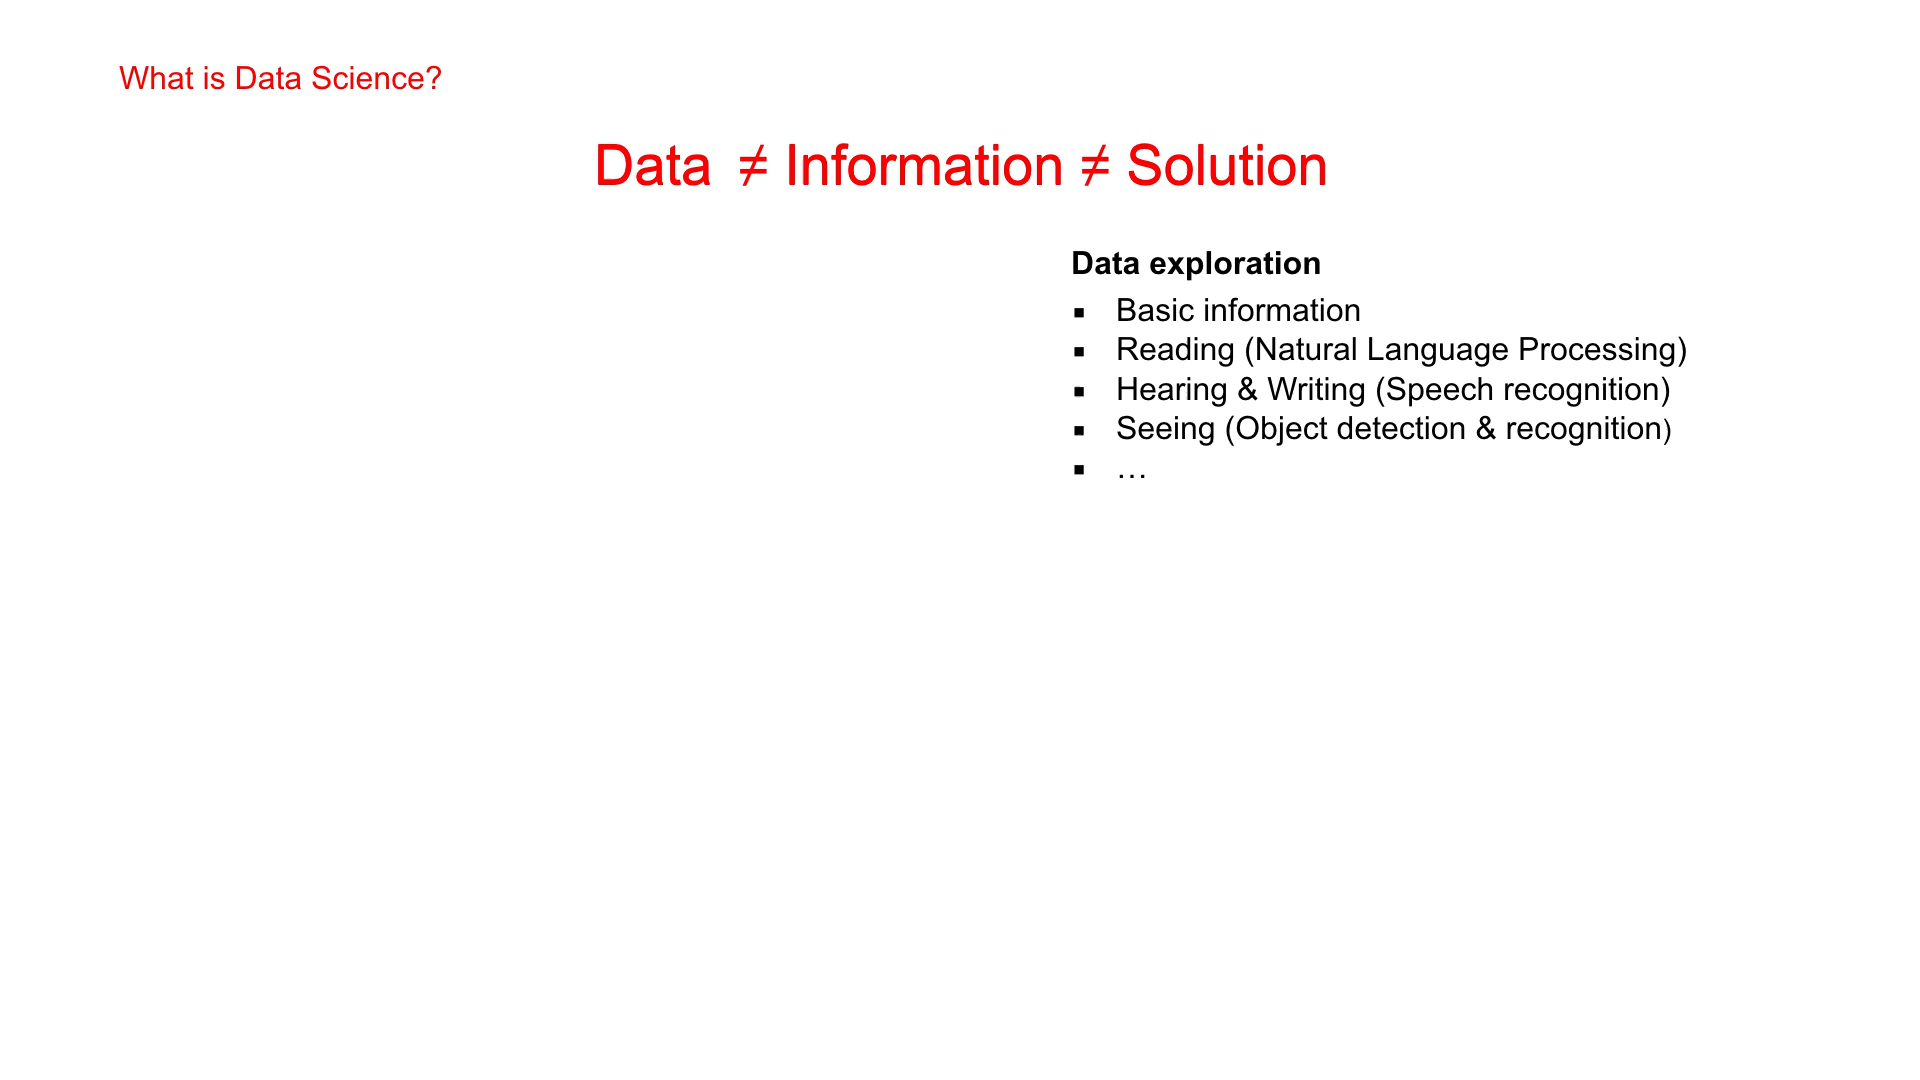 What is Data Science?
Data ≠ Information ≠ Solution
Data exploration
▪ Basic information
▪ Reading (Natural Language Processing)
▪ Hearing & Writing (Speech recognition)
▪ Seeing (Object detection & recognition)
▪ …